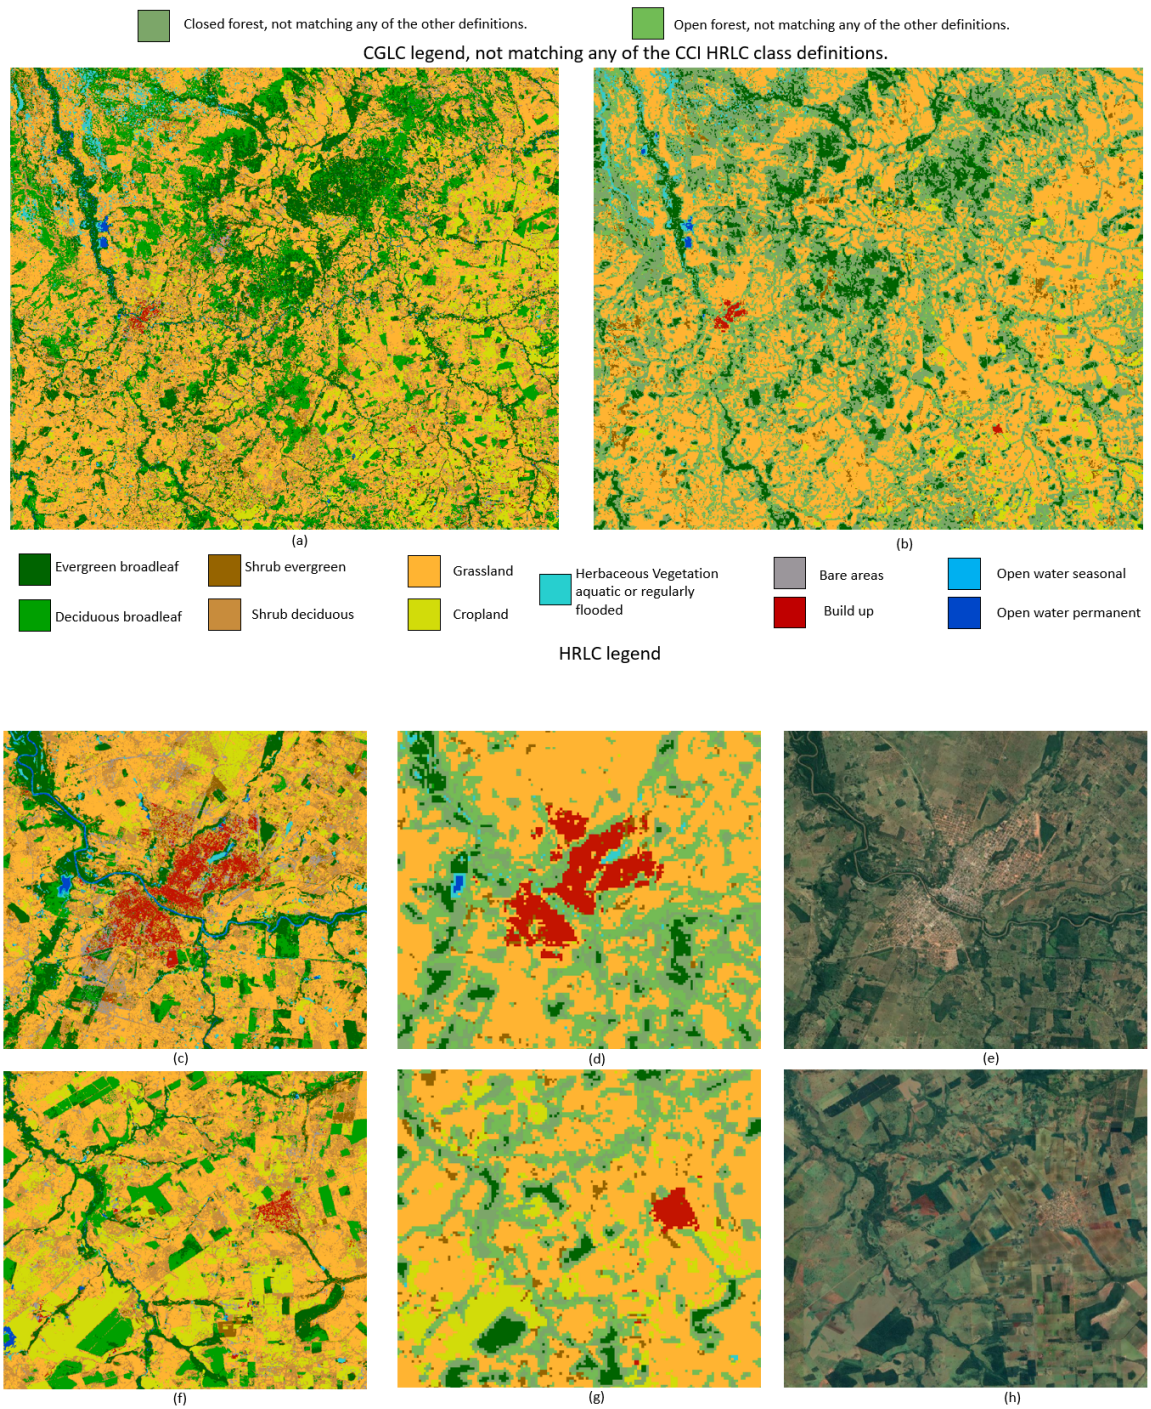 Closed forest, not matching any of the other definitions.
Open forest, not matching any of the other definitions.
CGLC legend, not matching any of the CCI HRLC class definitions.
(a)
(b)
Evergreen broadleaf
Shrub evergreen
Grassland
Herbaceous Vegetation
aquatic or regularly
flooded
Bare areas
Open water seasonal
Deciduous broadleaf
Shrub deciduous
Cropland
Build up
Open water permanent
HRLC legend
(c)
(d)
(e)
(f)
(g)
(h)